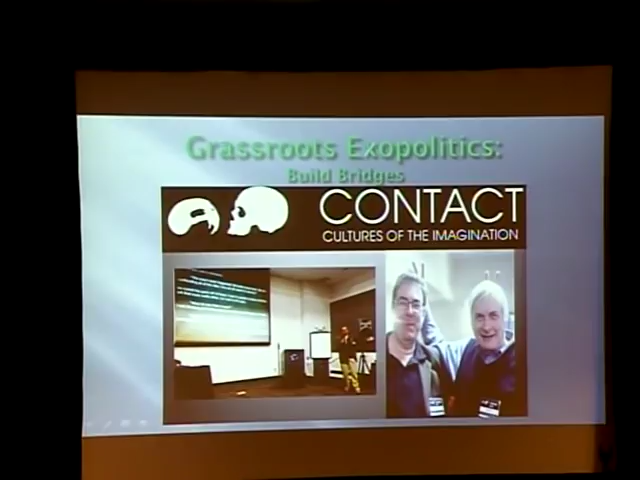 Grassroots Exopolitics:
Build Bridges
CONTACT
CULTURES OF THE IMAGINATION